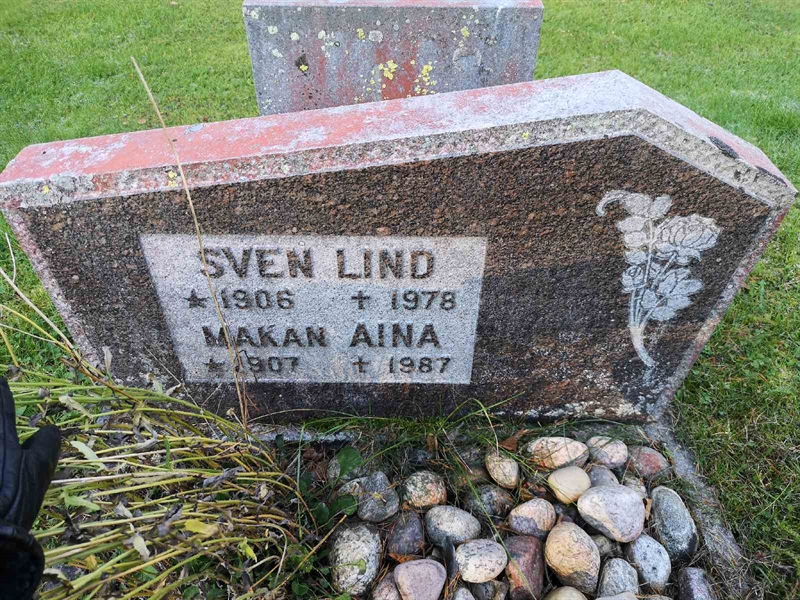 SVEN LIND
★ 1906 ✝ 1978
MAKAN AINA
★ 1907 ✝ 1987